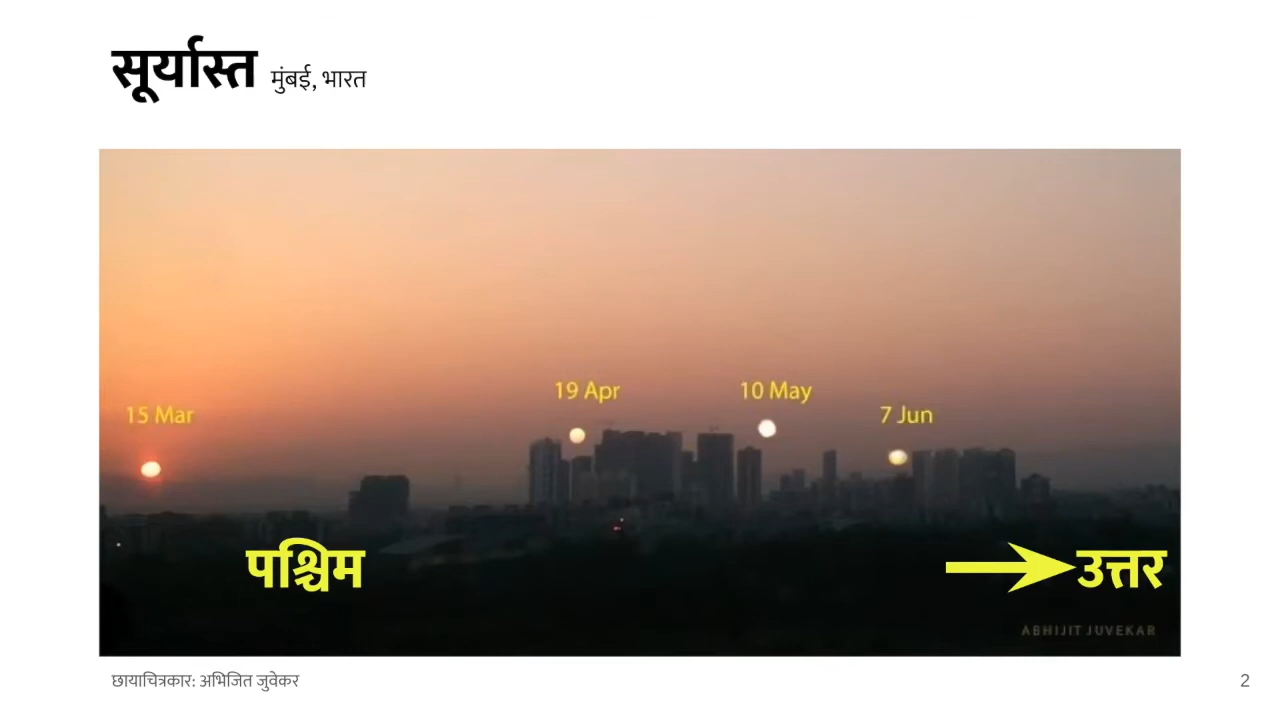 सूर्यास्त मुंबई, भारत
19 Apr
10 May
15 Mar
7 Jun
पश्चिम
उत्तर
ABHIJIT JUVEKAR
छायाचित्रकार: अभिजित जुवेकर
2